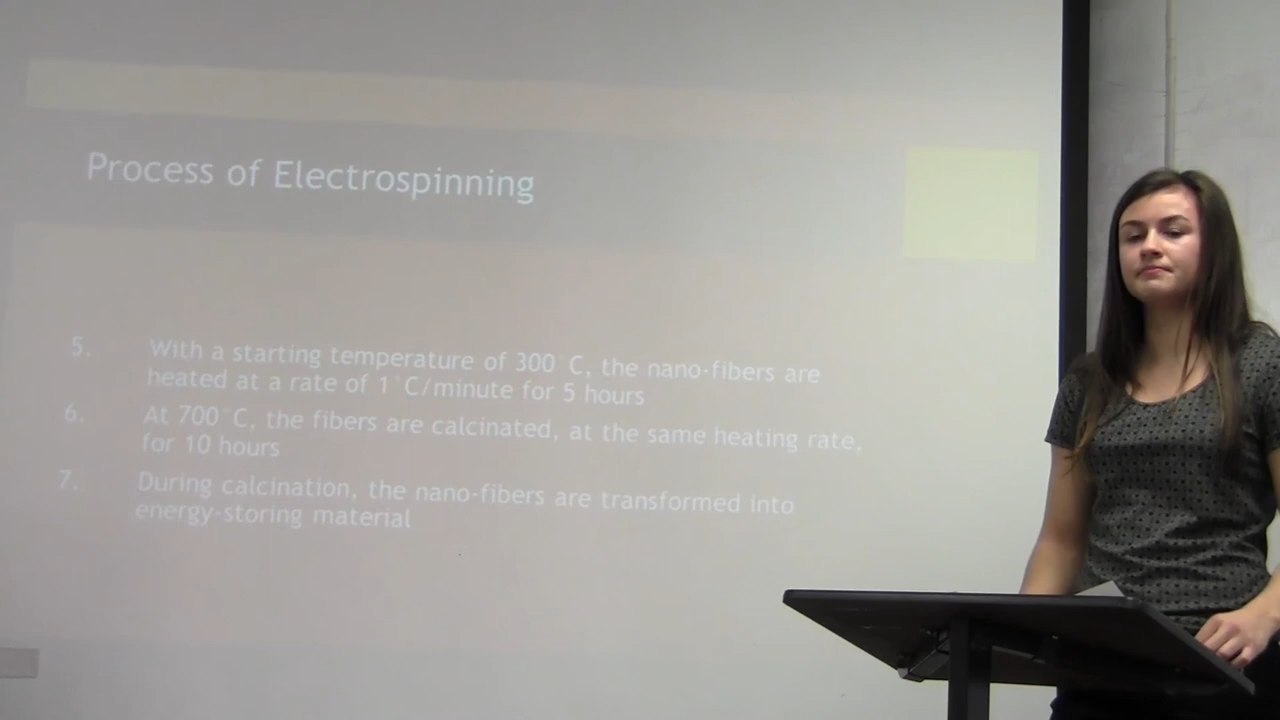 Process of Electrospinning
5. With a starting temperature of 300°C, the nano-fibers are
heated at a rate of 1°C/minute for 5 hours
6. At 700°C, the fibers are calcinated, at the same heating rate,
for 10 hours
7. During calcination, the nano-fibers are transformed into
energy-storing material